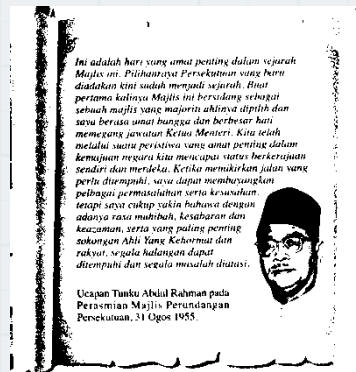 Ini adalah hari yang amat penting dalam sejarah
Majlis ini. Pilihanraya Persekutuan yang baru
diadakan kini sudah menjadi sejarah. Buat
pertama kalinya Majlis ini bersidang sebagai
sebuah majlis yang majoriti ahlinya dipilih dan
saya berasa amat bangga dan berbesar hati
memegang jawatan Ketua Menteri. Kita telah
melalui suatu peristiwa yang amat penting dalam
kemajuan negara kita mencapai status berkerajaan
sendiri dan merdeka. Ketika memikirkan jalan yang
perlu ditempuhi, saya dapat membayangkan
pelbagai permasalahan serta kesusahan,
tetapi saya cukup yakin bahawa dengan
adanya rasa muhibah, kesabaran dan
keazaman, serta yang paling penting
sokongan Ahli Yang Kehormat dan
rakyat, segala halangan dapat
ditempuhi dan segala masalah diatasi.
Ucapan Tunku Abdul Rahman pada
Perasmian Majlis Perundangan
Persekutuan, 31 Ogos 1955.